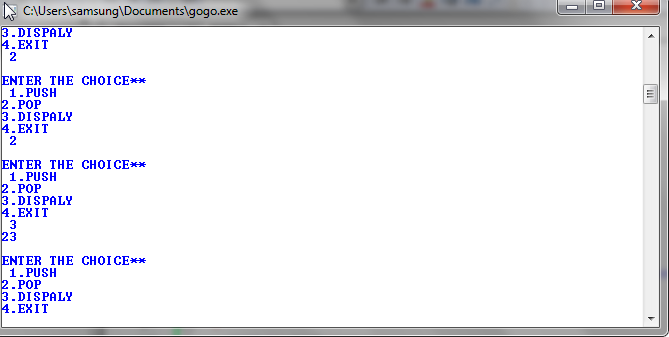 C:\Users\samsung\Documents\gogo.exe
3.DISPALY
4.EXIT
2
ENTER THE CHOICE**
1.PUSH
2.POP
3.DISPALY
4.EXIT
2
ENTER THE CHOICE**
1.PUSH
2.POP
3.DISPALY
4.EXIT
3
23
ENTER THE CHOICE**
1.PUSH
2.POP
3.DISPALY
4.EXIT